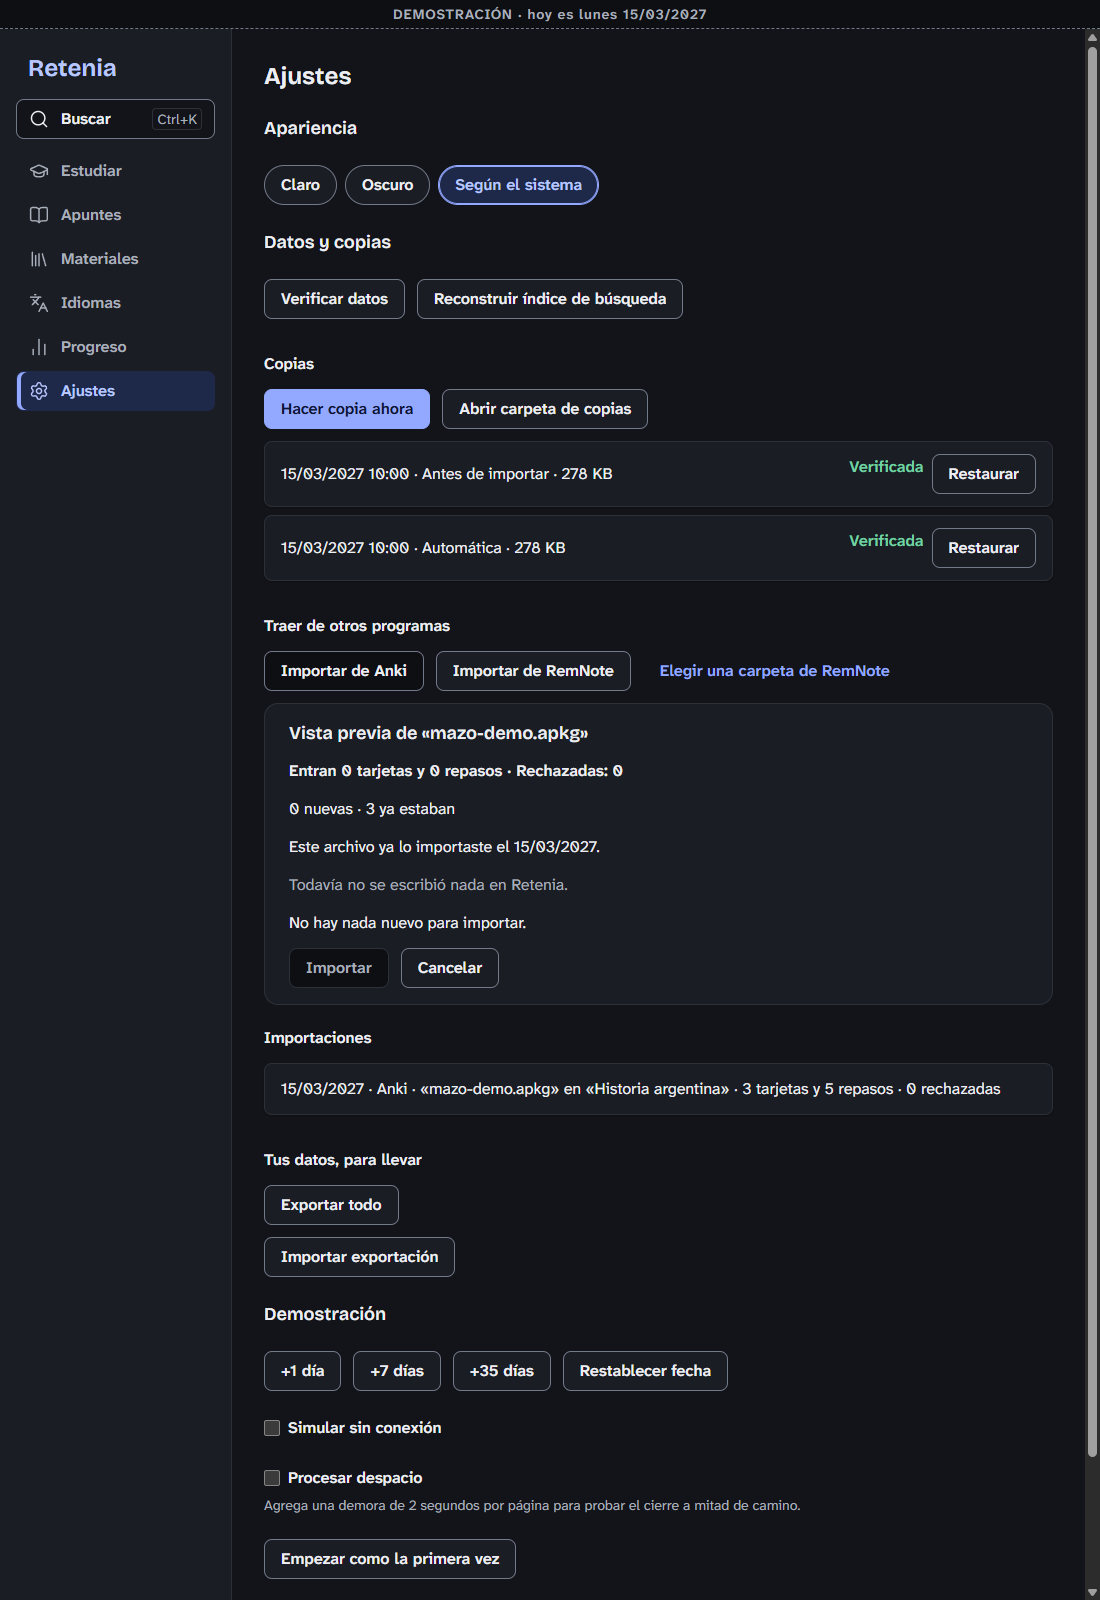 DEMOSTRACIÓN · hoy es lunes 15/03/2027
Retenia
Buscar Ctrl+K
Estudiar
Apuntes
Materiales
Idiomas
Progreso
Ajustes
Ajustes
Apariencia
Claro Oscuro Según el sistema
Datos y copias
Verificar datos Reconstruir índice de búsqueda
Copias
Hacer copia ahora Abrir carpeta de copias
15/03/2027 10:00 · Antes de importar · 278 KB Verificada Restaurar
15/03/2027 10:00 · Automática · 278 KB Verificada Restaurar
Traer de otros programas
Importar de Anki Importar de RemNote Elegir una carpeta de RemNote
Vista previa de «mazo-demo.apkg»
Entran 0 tarjetas y 0 repasos · Rechazadas: 0
0 nuevas · 3 ya estaban
Este archivo ya lo importaste el 15/03/2027.
Todavía no se escribió nada en Retenia.
No hay nada nuevo para importar.
Importar Cancelar
Importaciones
15/03/2027 · Anki · «mazo-demo.apkg» en «Historia argentina» · 3 tarjetas y 5 repasos · 0 rechazadas
Tus datos, para llevar
Exportar todo
Importar exportación
Demostración
+1 día +7 días +35 días Restablecer fecha
Simular sin conexión
Procesar despacio
Agrega una demora de 2 segundos por página para probar el cierre a mitad de camino.
Empezar como la primera vez